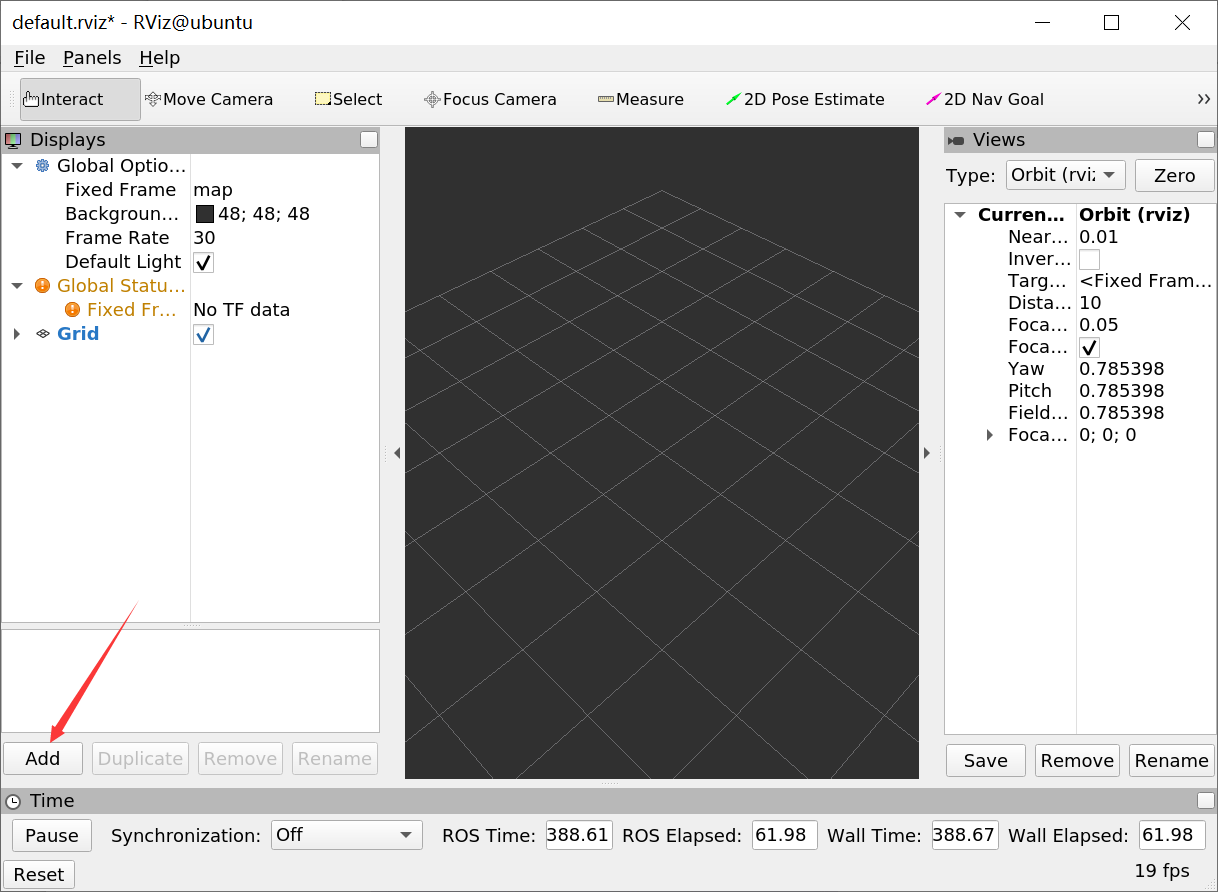 default.rviz* - RViz@ubuntu
File Panels Help
Interact Move Camera Select Focus Camera Measure 2D Pose Estimate 2D Nav Goal
Displays
Global Optio...
Fixed Frame map
Backgroun... 48; 48; 48
Frame Rate 30
Default Light
Global Statu...
Fixed Fr... No TF data
Grid
Add Duplicate Remove Rename
Views
Type: Orbit (rviz Zero
Curren... Orbit (rviz)
Near... 0.01
Inver...
Targ... <Fixed Fram...
Dista... 10
Foca... 0.05
Foca...
Yaw 0.785398
Pitch 0.785398
Field... 0.785398
Foca... 0; 0; 0
Save Remove Rename
Time
Pause Synchronization: Off ROS Time: 388.61 ROS Elapsed: 61.98 Wall Time: 388.67 Wall Elapsed: 61.98
Reset 19 fps